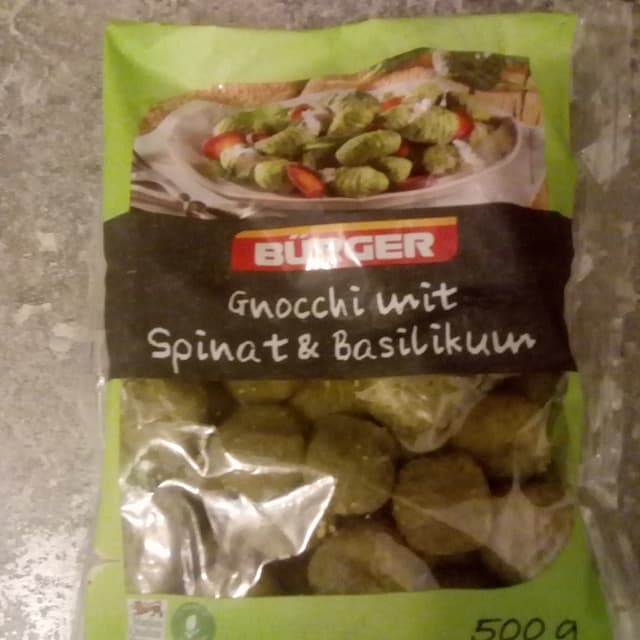 BÜRGER
Gnocchi mit
Spinat & Basilikum
500 g